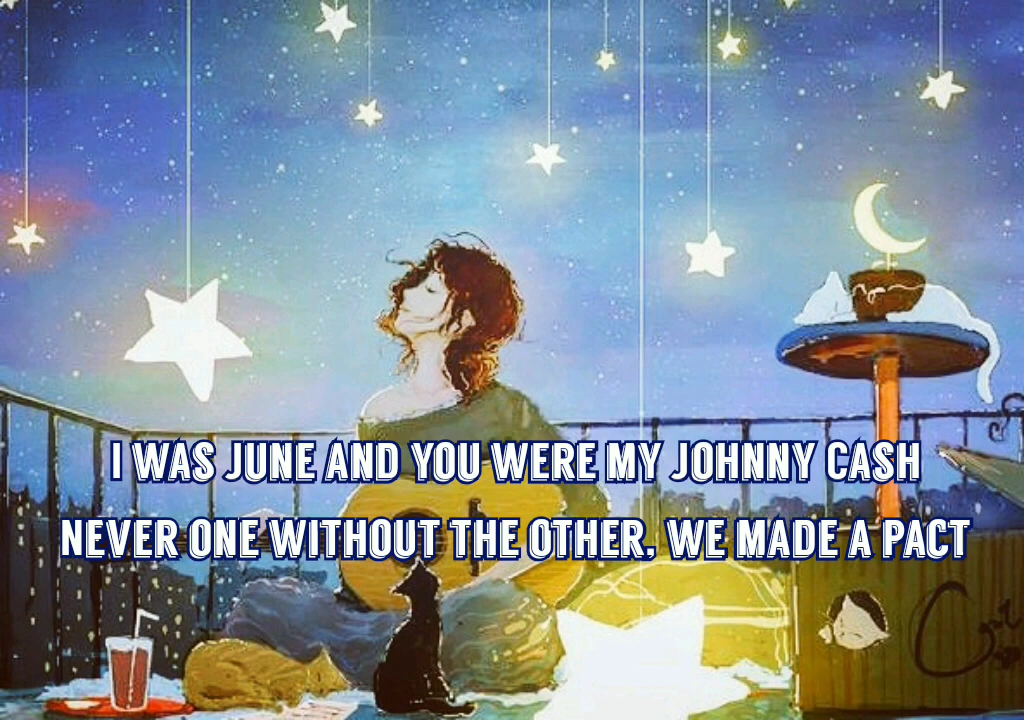 I WAS JUNE AND YOU WERE MY JOHNNY CASH
NEVER ONE WITHOUT THE OTHER, WE MADE A PACT